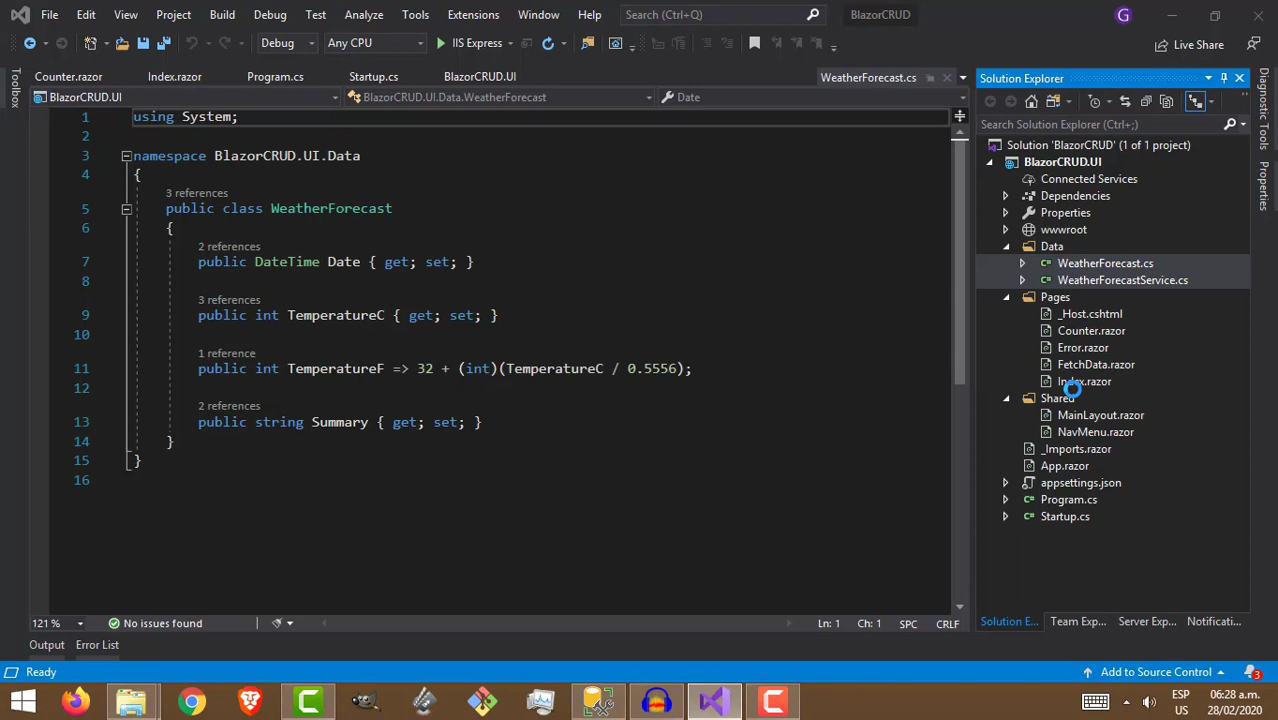 File Edit View Project Build Debug Test Analyze Tools Extensions Window Help Search (Ctrl+Q) BlazorCRUD G
Debug Any CPU IIS Express Live Share
Counter.razor Index.razor Program.cs Startup.cs BlazorCRUD.UI WeatherForecast.cs
BlazorCRUD.UI BlazorCRUD.UI.Data.WeatherForecast Date
Toolbox
1 using System;
2
3 namespace BlazorCRUD.UI.Data
4 {
3 references
5 public class WeatherForecast
6 {
2 references
7 public DateTime Date { get; set; }
8
3 references
9 public int TemperatureC { get; set; }
10
1 reference
11 public int TemperatureF => 32 + (int)(TemperatureC / 0.5556);
12
2 references
13 public string Summary { get; set; }
14 }
15 }
16
121 % No issues found Ln: 1 Ch: 1 SPC CRLF
Output Error List
Solution Explorer
Search Solution Explorer (Ctrl+;)
Solution 'BlazorCRUD' (1 of 1 project)
BlazorCRUD.UI
Connected Services
Dependencies
Properties
wwwroot
Data
WeatherForecast.cs
WeatherForecastService.cs
Pages
_Host.cshtml
Counter.razor
Error.razor
FetchData.razor
Index.razor
Shared
MainLayout.razor
NavMenu.razor
_Imports.razor
App.razor
appsettings.json
Program.cs
Startup.cs
Solution E... Team Exp... Server Exp... Notificati...
Diagnostic Tools
Properties
Ready Add to Source Control 3
ESP 06:28 a.m.
US 28/02/2020